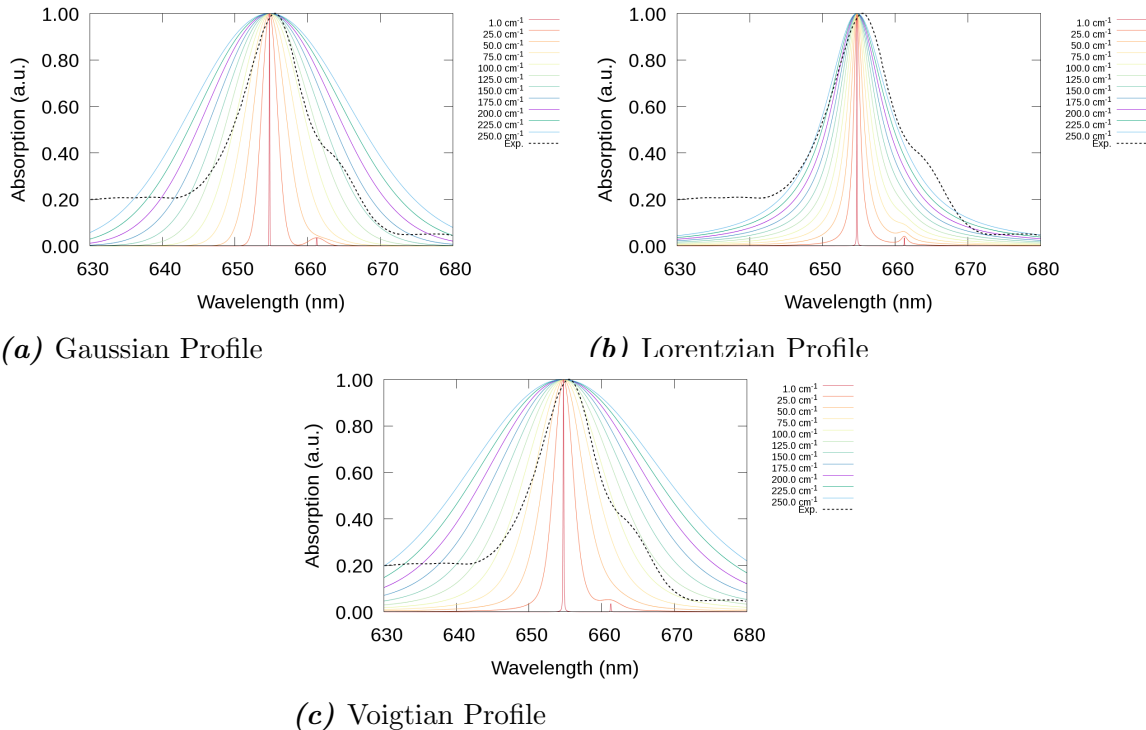 1.00
0.80
0.60
0.40
0.20
0.00
Absorption (a.u.)
630 640 650 660 670 680
Wavelength (nm)
1.0 cm-1
25.0 cm-1
50.0 cm-1
75.0 cm-1
100.0 cm-1
125.0 cm-1
150.0 cm-1
175.0 cm-1
200.0 cm-1
225.0 cm-1
250.0 cm-1
Exp.
(a) Gaussian Profile
1.00
0.80
0.60
0.40
0.20
0.00
Absorption (a.u.)
630 640 650 660 670 680
Wavelength (nm)
1.0 cm-1
25.0 cm-1
50.0 cm-1
75.0 cm-1
100.0 cm-1
125.0 cm-1
150.0 cm-1
175.0 cm-1
200.0 cm-1
225.0 cm-1
250.0 cm-1
Exp.
(b) Lorentzian Profile
1.00
0.80
0.60
0.40
0.20
0.00
Absorption (a.u.)
630 640 650 660 670 680
Wavelength (nm)
1.0 cm-1
25.0 cm-1
50.0 cm-1
75.0 cm-1
100.0 cm-1
125.0 cm-1
150.0 cm-1
175.0 cm-1
200.0 cm-1
225.0 cm-1
250.0 cm-1
Exp.
(c) Voigtian Profile